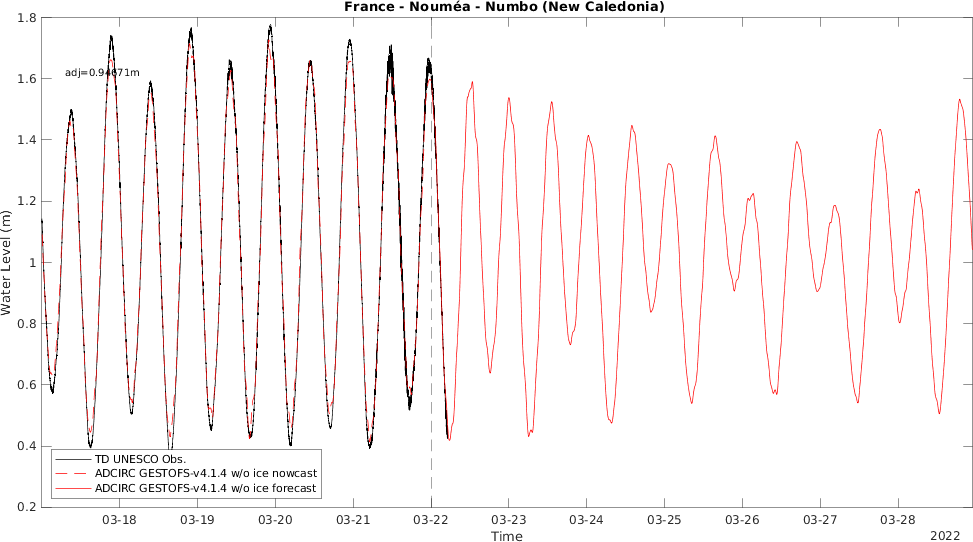 France - Nouméa - Numbo (New Caledonia)
Water Level (m)
1.8
1.6
1.4
1.2
1
0.8
0.6
0.4
0.2
adj=0.94671m
TD UNESCO Obs.
ADCIRC GESTOFS-v4.1.4 w/o ice nowcast
ADCIRC GESTOFS-v4.1.4 w/o ice forecast
03-18 03-19 03-20 03-21 03-22 03-23 03-24 03-25 03-26 03-27 03-28
Time
2022